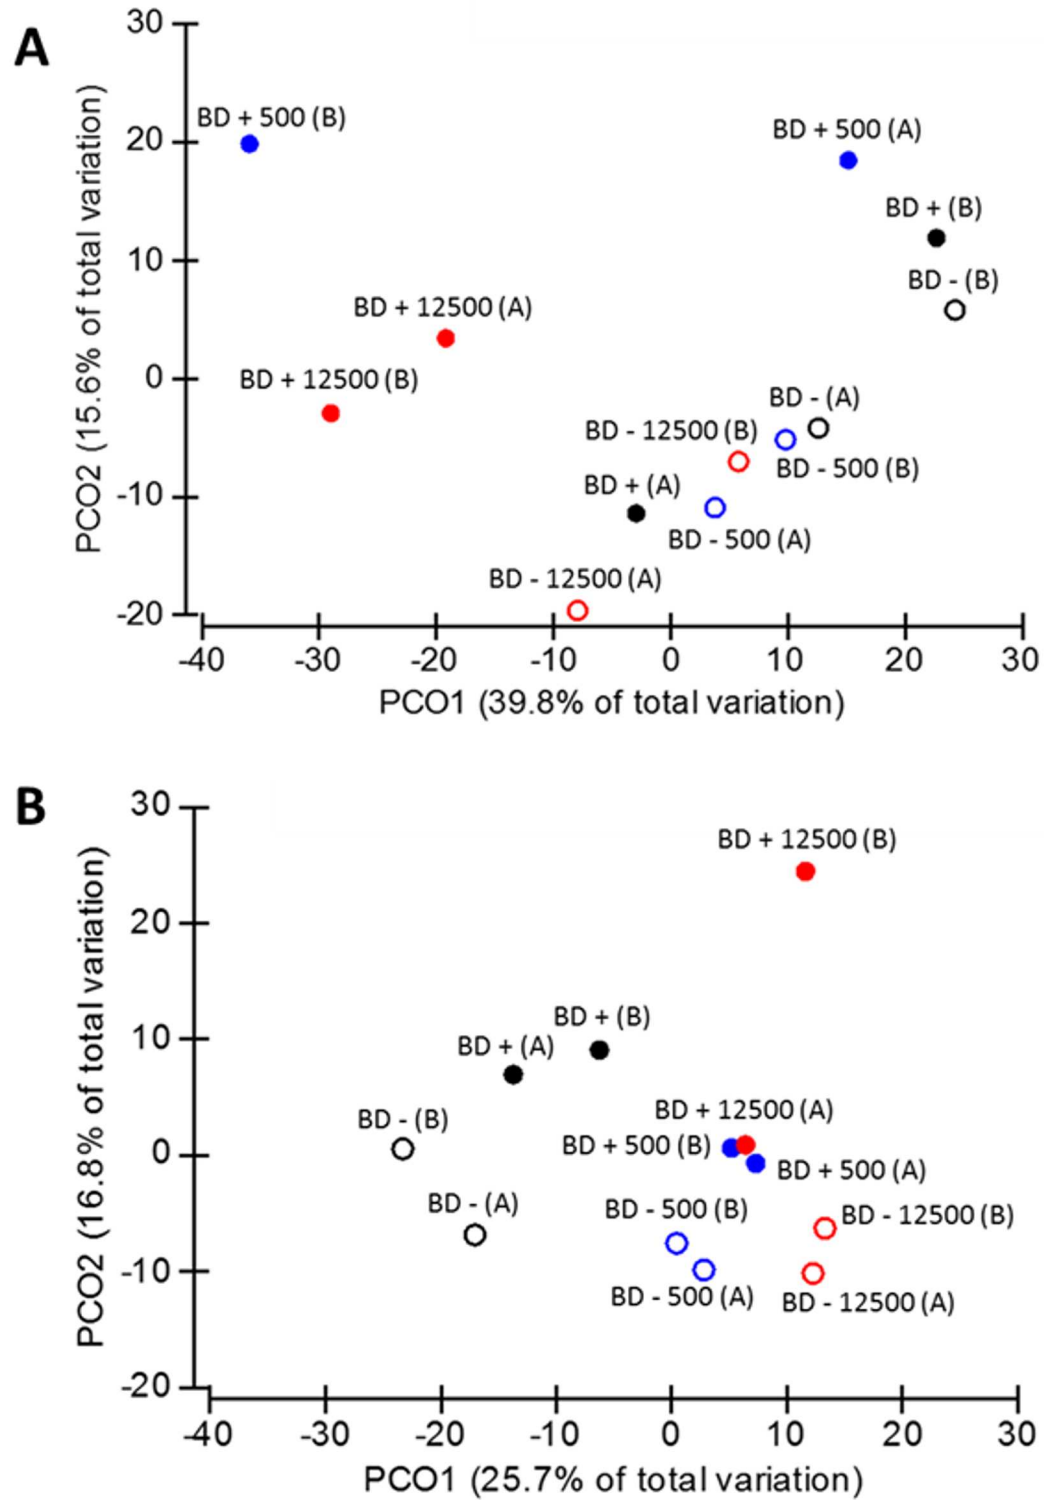 A
30
20
10
0
-10
-20
PCO2 (15.6% of total variation)
BD + 500 (B)
BD + 500 (A)
BD + (B)
BD - (B)
BD + 12500 (A)
BD + 12500 (B)
BD - (A)
BD - 12500 (B)
BD - 500 (B)
BD + (A)
BD - 500 (A)
BD - 12500 (A)
-40 -30 -20 -10 0 10 20 30
PCO1 (39.8% of total variation)
B
30
20
10
0
-10
-20
PCO2 (16.8% of total variation)
BD + 12500 (B)
BD + (B)
BD + (A)
BD - (B)
BD + 12500 (A)
BD + 500 (B)
BD + 500 (A)
BD - (A)
BD - 500 (B)
BD - 12500 (B)
BD - 500 (A)
BD - 12500 (A)
-40 -30 -20 -10 0 10 20 30
PCO1 (25.7% of total variation)